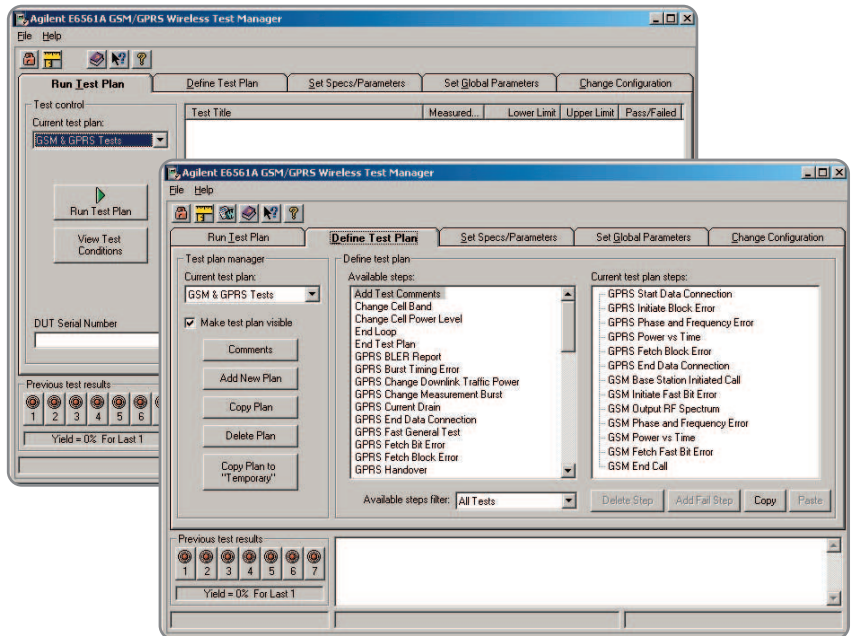 Agilent E6561A GSM/GPRS Wireless Test Manager
File Help
Run Test Plan Define Test Plan Set Specs/Parameters Set Global Parameters Change Configuration
Test control
Current test plan:
GSM & GPRS Tests
Test Title Measured... Lower Limit Upper Limit Pass/Failed
Run Test Plan
View Test
Conditions
DUT Serial Number
Previous test results
1 2 3 4 5 6
Yield = 0% For Last 1
Agilent E6561A GSM/GPRS Wireless Test Manager
File Help
Run Test Plan Define Test Plan Set Specs/Parameters Set Global Parameters Change Configuration
Test plan manager
Current test plan:
GSM & GPRS Tests
Make test plan visible
Comments
Add New Plan
Copy Plan
Delete Plan
Copy Plan to
"Temporary"
Define test plan
Available steps:
Add Test Comments
Change Cell Band
Change Cell Power Level
End Loop
End Test Plan
GPRS BLER Report
GPRS Burst Timing Error
GPRS Change Downlink Traffic Power
GPRS Change Measurement Burst
GPRS Current Drain
GPRS End Data Connection
GPRS Fast General Test
GPRS Fetch Bit Error
GPRS Fetch Block Error
GPRS Handover
Current test plan steps:
GPRS Start Data Connection
GPRS Initiate Block Error
GPRS Phase and Frequency Error
GPRS Power vs Time
GPRS Fetch Block Error
GPRS End Data Connection
GSM Base Station Initiated Call
GSM Initiate Fast Bit Error
GSM Output RF Spectrum
GSM Phase and Frequency Error
GSM Power vs Time
GSM Fetch Fast Bit Error
GSM End Call
Available steps filter: All Tests
Delete Step Add Fail Step Copy Paste
Previous test results
1 2 3 4 5 6 7
Yield = 0% For Last 1